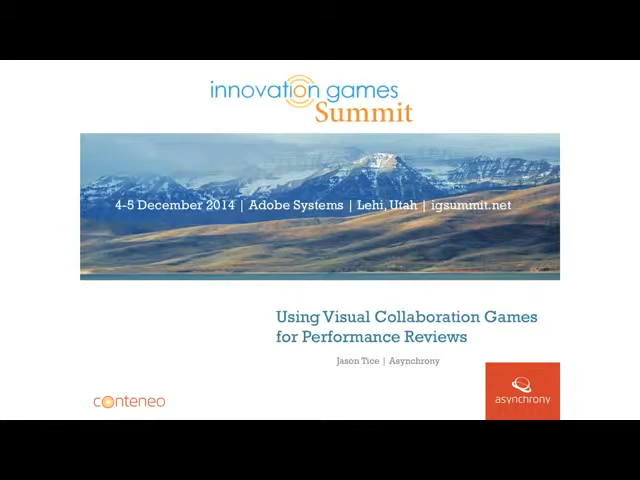 innovation games
Summit
4-5 December 2014 | Adobe Systems | Lehi, Utah | igsummit.net
Using Visual Collaboration Games
for Performance Reviews
Jason Tice | Asynchrony
conteneo
asynchrony